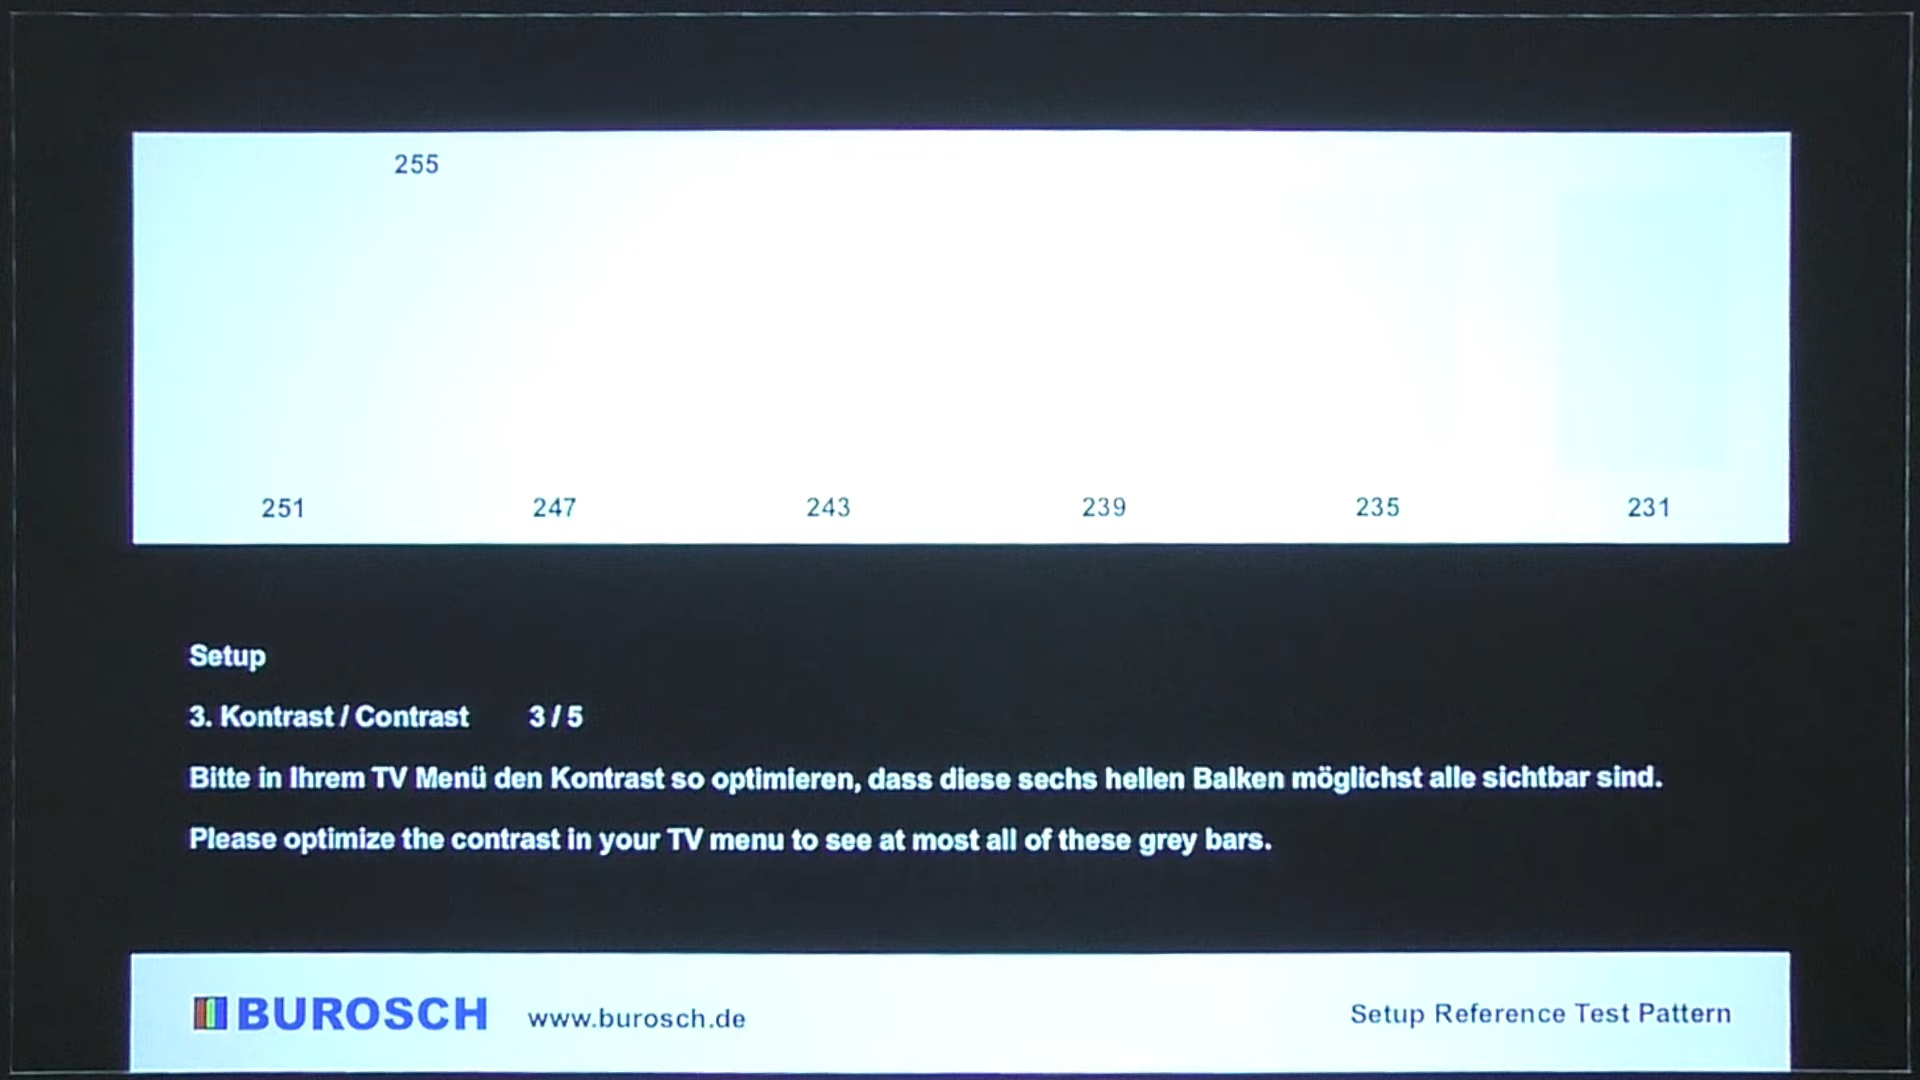 255
251 247 243 239 235 231
Setup
3. Kontrast / Contrast 3 / 5
Bitte in Ihrem TV Menü den Kontrast so optimieren, dass diese sechs hellen Balken möglichst alle sichtbar sind.
Please optimize the contrast in your TV menu to see at most all of these grey bars.
BUROSCH www.burosch.de Setup Reference Test Pattern